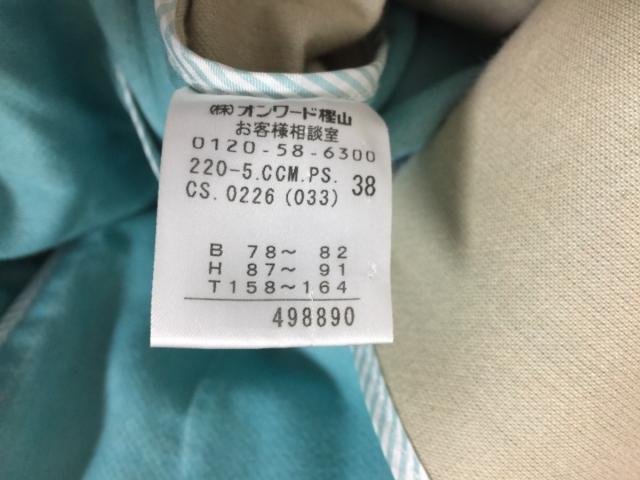 (株)オンワード樫山
お客様相談室
0120-58-6300
220-5.CCM.PS.
CS.0226(033) 38
B 78〜 82
H 87〜 91
T158〜164
498890